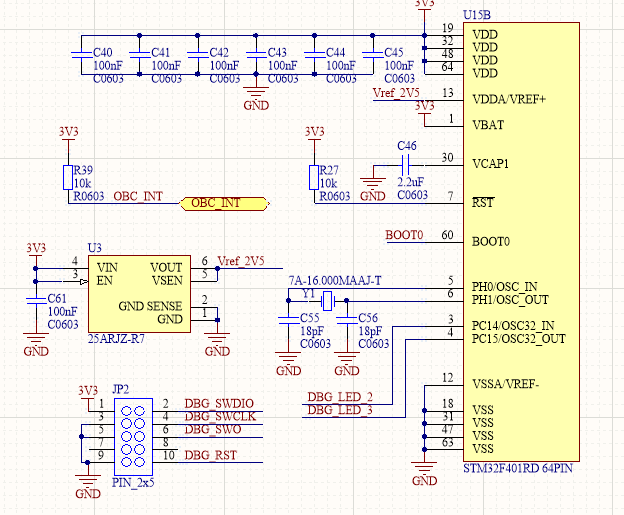 3V3
U15B
C40
100nF
C0603
C41
100nF
C0603
C42
100nF
C0603
C43
100nF
C0603
C44
100nF
C0603
C45
100nF
C0603
GND
19 VDD
32 VDD
48 VDD
64 VDD
Vref_2V5
13 VDDA/VREF+
3V3
1 VBAT
3V3
R39
10k
R0603
OBC_INT
OBC_INT
3V3
R27
10k
R0603
C46
2.2uF
C0603
GND
30 VCAP1
7 RST
BOOT0
60 BOOT0
3V3
U3
4 VIN
3 EN
VOUT 6
VSEN 5
GND SENSE 2
GND 1
25ARJZ-R7
Vref_2V5
C61
100nF
C0603
GND
GND
7A-16.000MAAJ-T
Y1
C55
18pF
C0603
GND
C56
18pF
C0603
GND
5 PH0/OSC_IN
6 PH1/OSC_OUT
3 PC14/OSC32_IN
4 PC15/OSC32_OUT
DBG_LED_2
DBG_LED_3
12 VSSA/VREF-
18 VSS
31 VSS
47 VSS
63 VSS
GND
STM32F401RD 64PIN
3V3
JP2
1 2 DBG_SWDIO
3 4 DBG_SWCLK
5 6 DBG_SWO
7 8
9 10 DBG_RST
GND
PIN_2x5